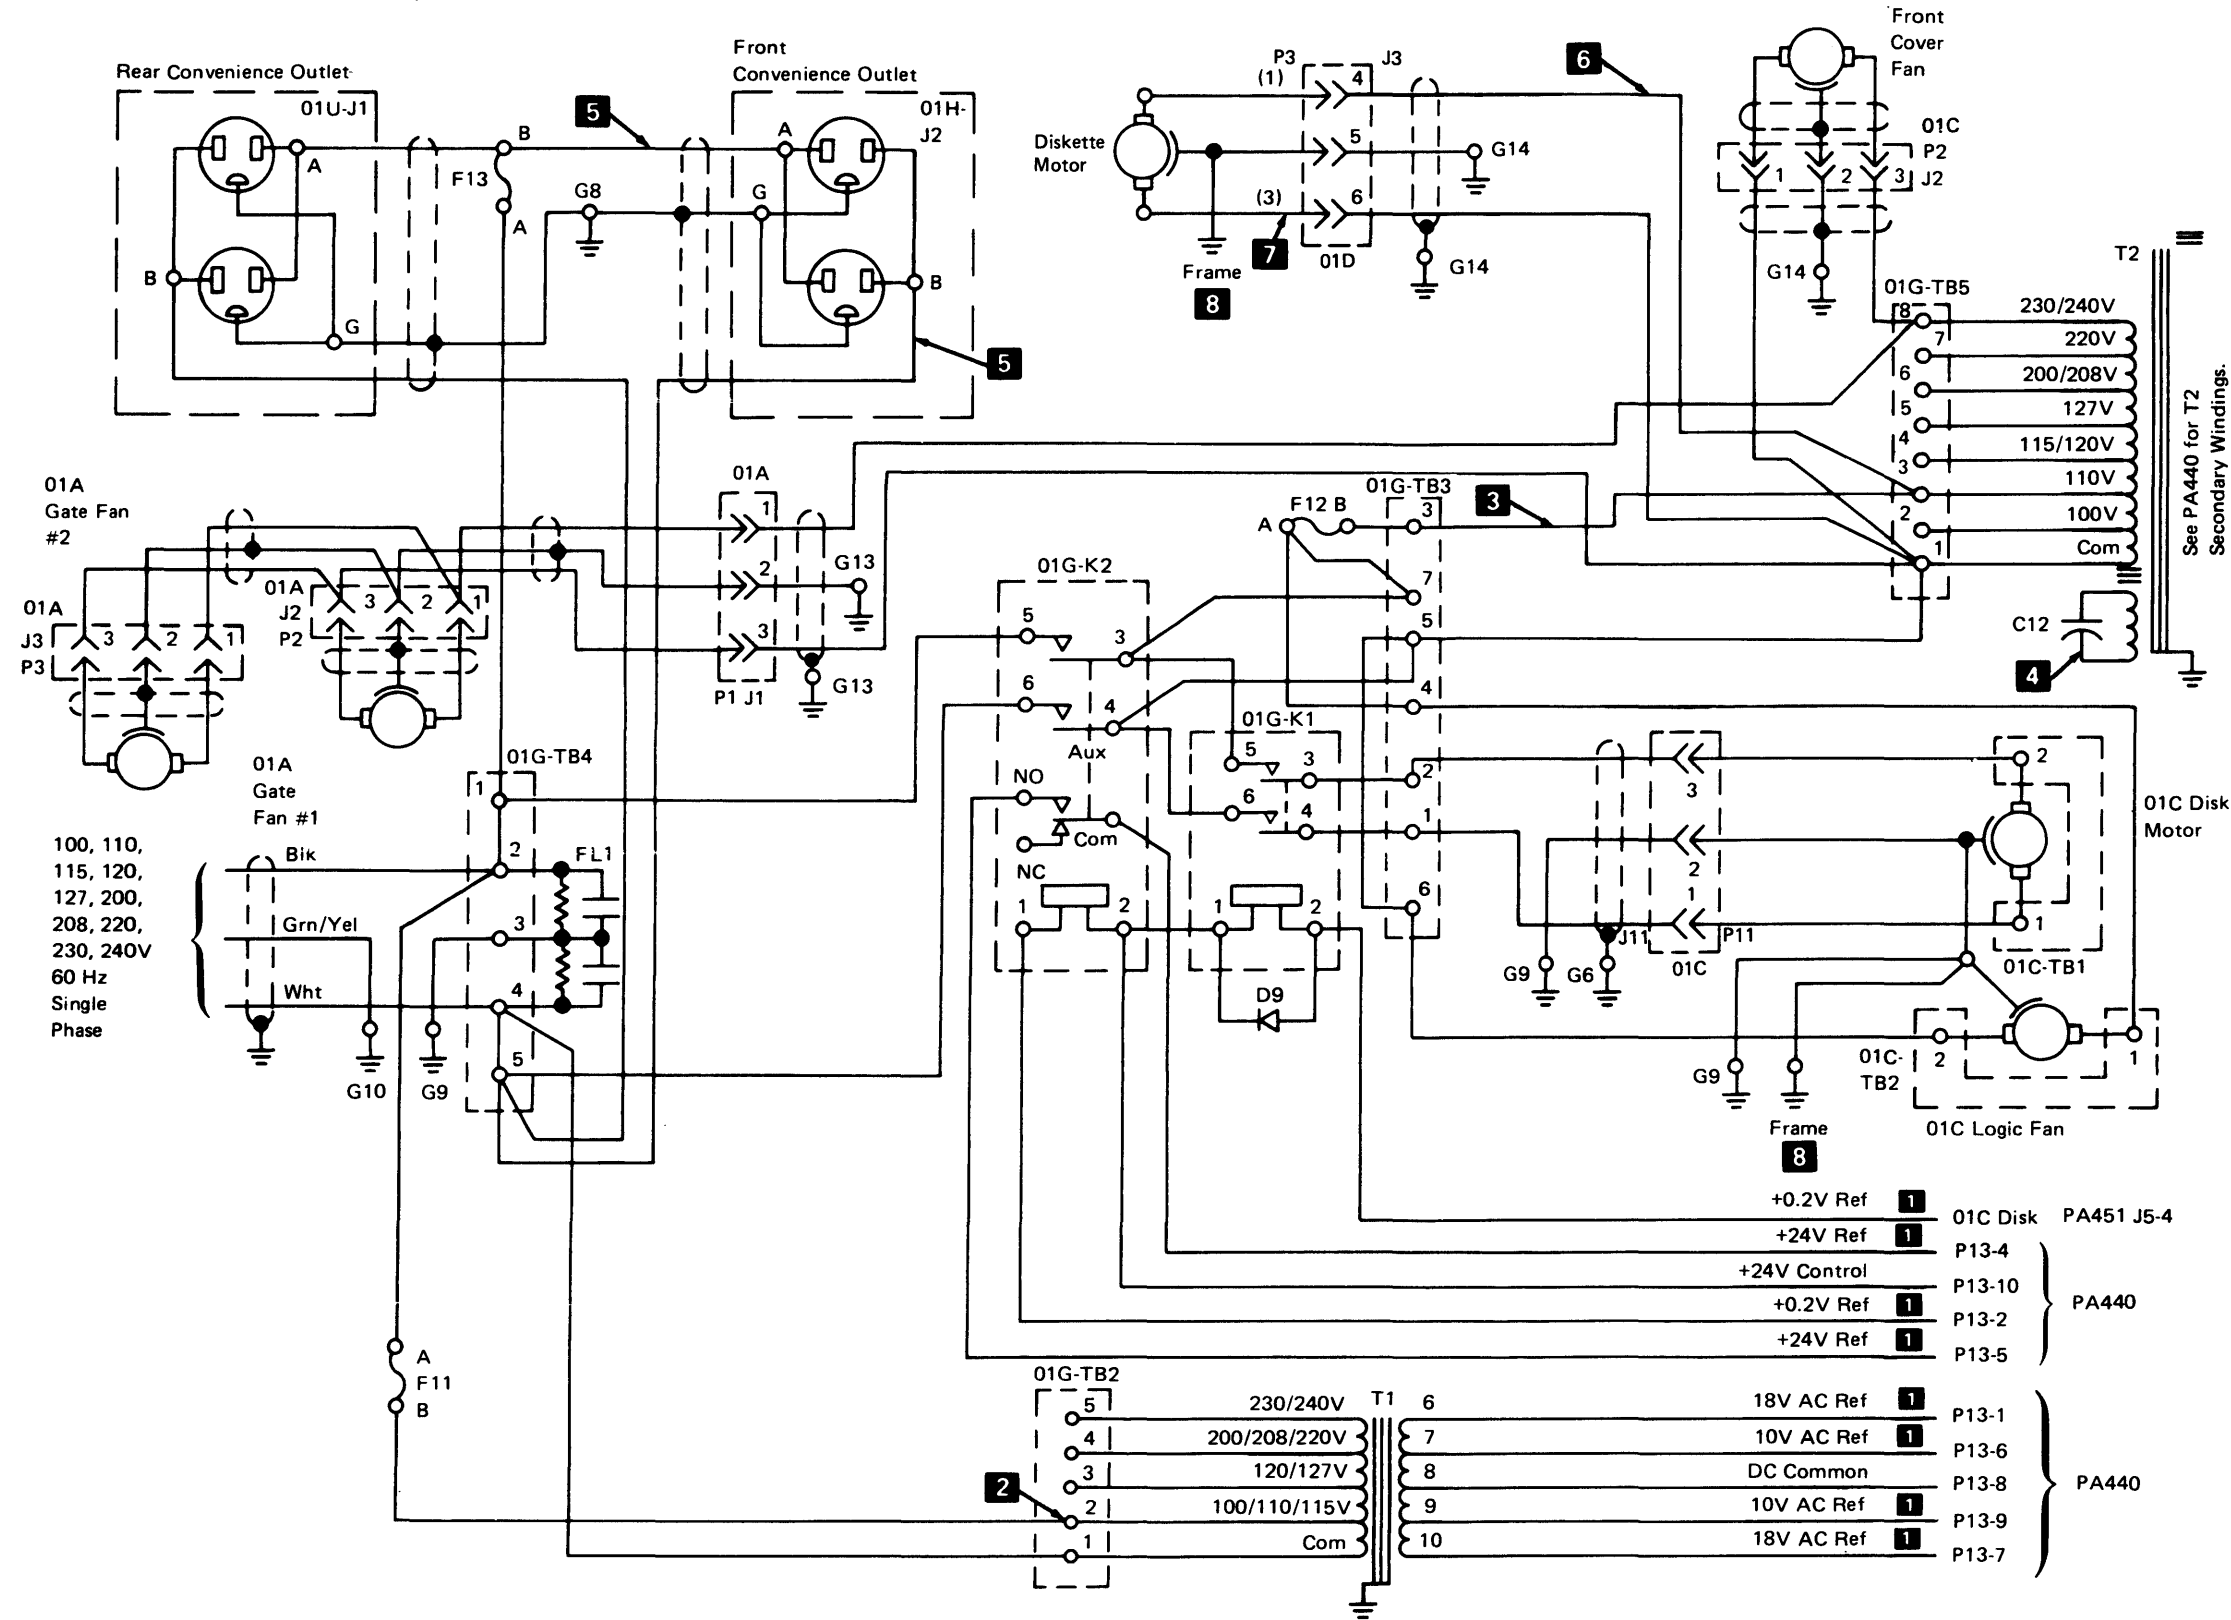 Rear Convenience Outlet
01U-J1
A
B
G
5
B
F13
A
G8
Front
Convenience Outlet
01H-
J2
A
G
B
5
Diskette
Motor
P3
J3
(1)
4
5
(3)
6
01D
7
Frame
8
G14
G14
6
Front
Cover
Fan
01C
P2
J2
1
2
3
G14
T2
01G-TB5
8
230/240V
7
220V
6
200/208V
5
127V
4
115/120V
3
110V
2
100V
1
Com
See PA440 for T2
Secondary Windings.
C12
4
01A
Gate Fan
#2
01A
J3
P3
3
2
1
01A
J2
P2
3
2
1
01A
1
2
3
P1 J1
G13
G13
A
F12 B
01G-TB3
3
3
7
5
4
2
1
6
01G-K2
5
3
6
4
Aux
NO
Com
NC
1
2
01G-K1
5
3
6
4
1
2
D9
01A
Gate
Fan #1
01G-TB4
1
2
3
4
5
FL1
100, 110,
115, 120,
127, 200,
208, 220,
230, 240V
60 Hz
Single
Phase
Blk
Grn/Yel
Wht
G10
G9
3
2
1
J11
P11
01C
G9
G6
2
1
01C Disk
Motor
01C-TB1
G9
Frame
8
01C-
TB2
2
1
01C Logic Fan
+0.2V Ref
1
01C Disk
PA451 J5-4
+24V Ref
1
P13-4
+24V Control
P13-10
+0.2V Ref
1
P13-2
+24V Ref
1
P13-5
PA440
A
F11
B
01G-TB2
5
230/240V
4
200/208/220V
3
120/127V
2
2
100/110/115V
1
Com
T1
6
18V AC Ref
1
P13-1
7
10V AC Ref
1
P13-6
8
DC Common
P13-8
9
10V AC Ref
1
P13-9
10
18V AC Ref
1
P13-7
PA440